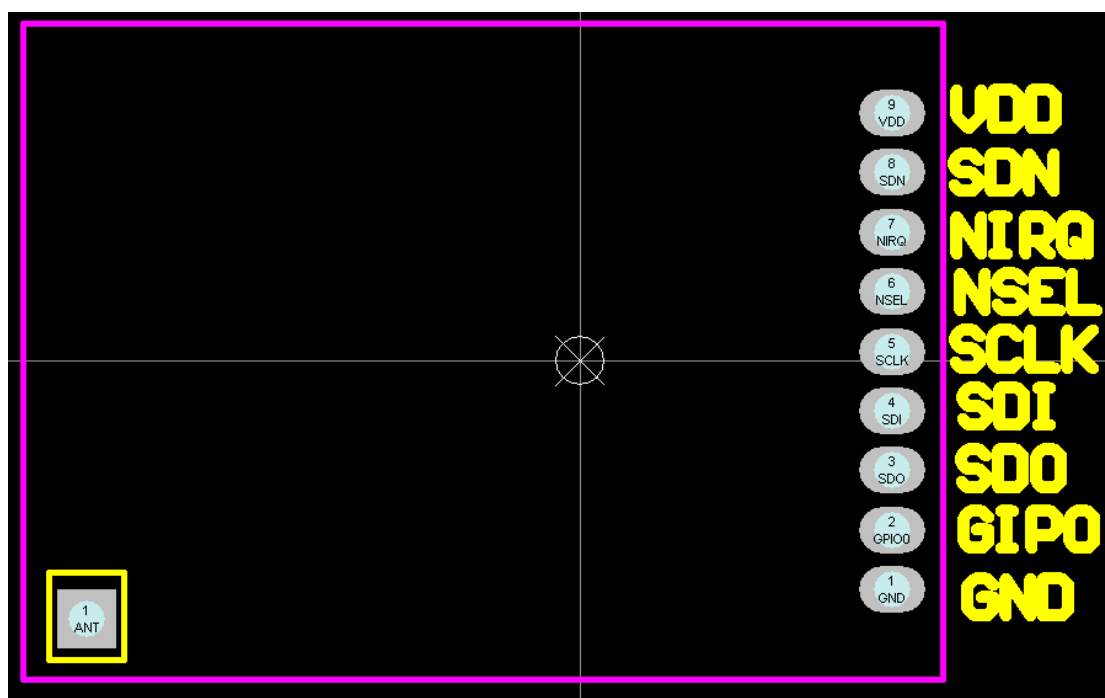 9
VDD VDD
8
SDN SDN
7
NIRQ NIRQ
6
NSEL NSEL
5
SCLK SCLK
4
SDI SDI
3
SDO SDO
2
GPIO0 GIPO
1
GND GND
1
ANT